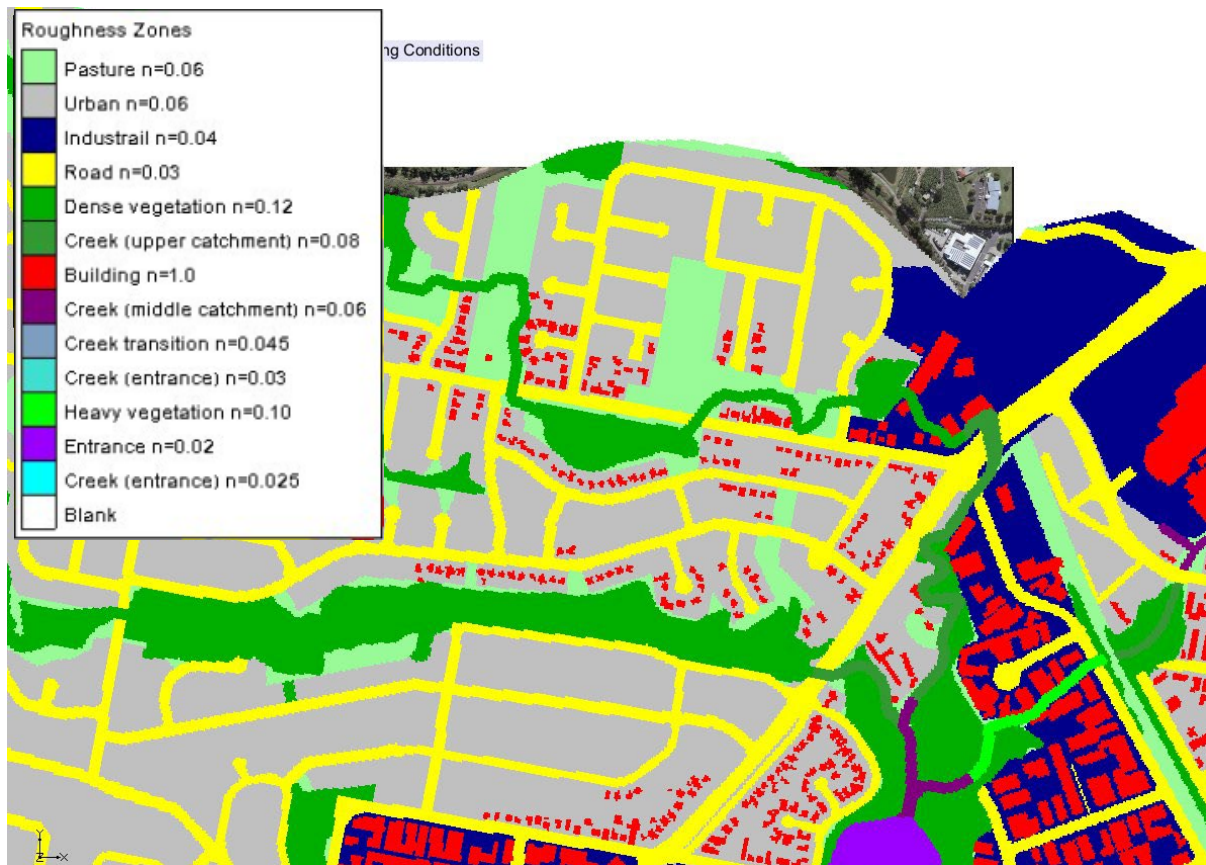 Roughness Zones
ng Conditions
Pasture n=0.06
Urban n=0.06
Industrail n=0.04
Road n=0.03
Dense vegetation n=0.12
Creek (upper catchment) n=0.08
Building n=1.0
Creek (middle catchment) n=0.06
Creek transition n=0.045
Creek (entrance) n=0.03
Heavy vegetation n=0.10
Entrance n=0.02
Creek (entrance) n=0.025
Blank
Y
Z X